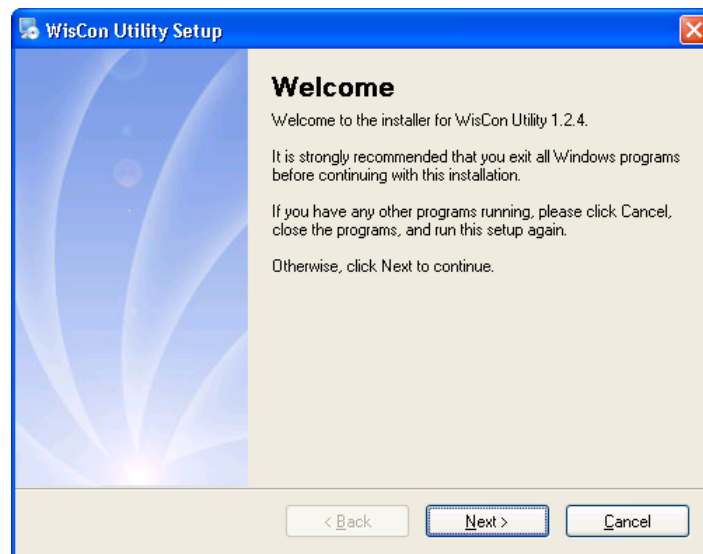 WisCon Utility Setup
Welcome
Welcome to the installer for WisCon Utility 1.2.4.
It is strongly recommended that you exit all Windows programs
before continuing with this installation.
If you have any other programs running, please click Cancel,
close the programs, and run this setup again.
Otherwise, click Next to continue.
< Back
Next >
Cancel